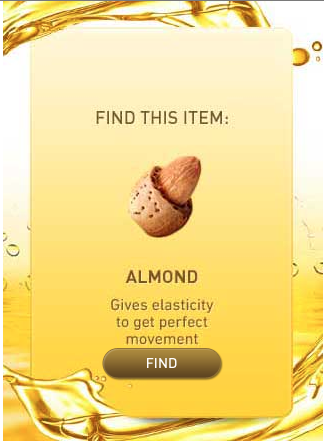 FIND THIS ITEM:
ALMOND
Gives elasticity
to get perfect
movement
FIND